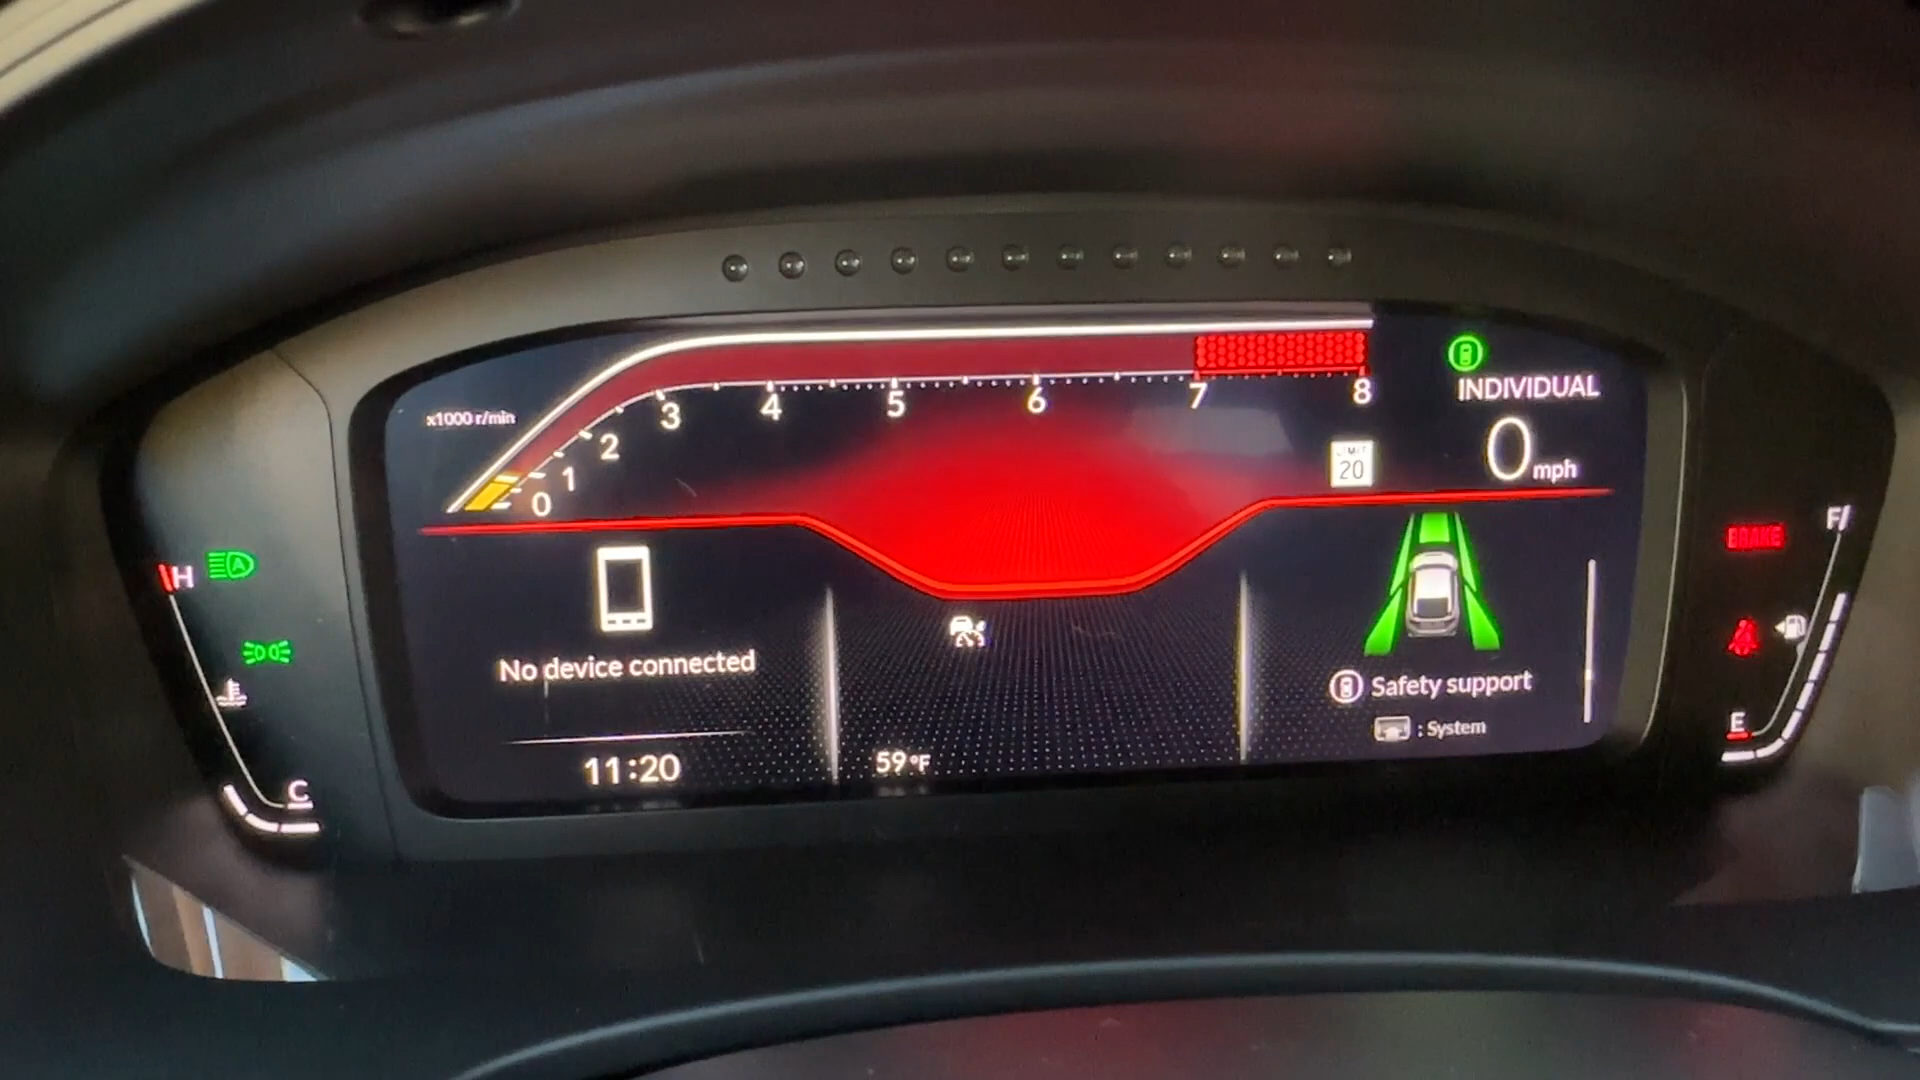 x1000 r/min
0
1
2
3
4
5
6
7
8
INDIVIDUAL
0 mph
LIMIT
20
H
A
C
No device connected
11:20
59 °F
Safety support
: System
BRAKE
F
E